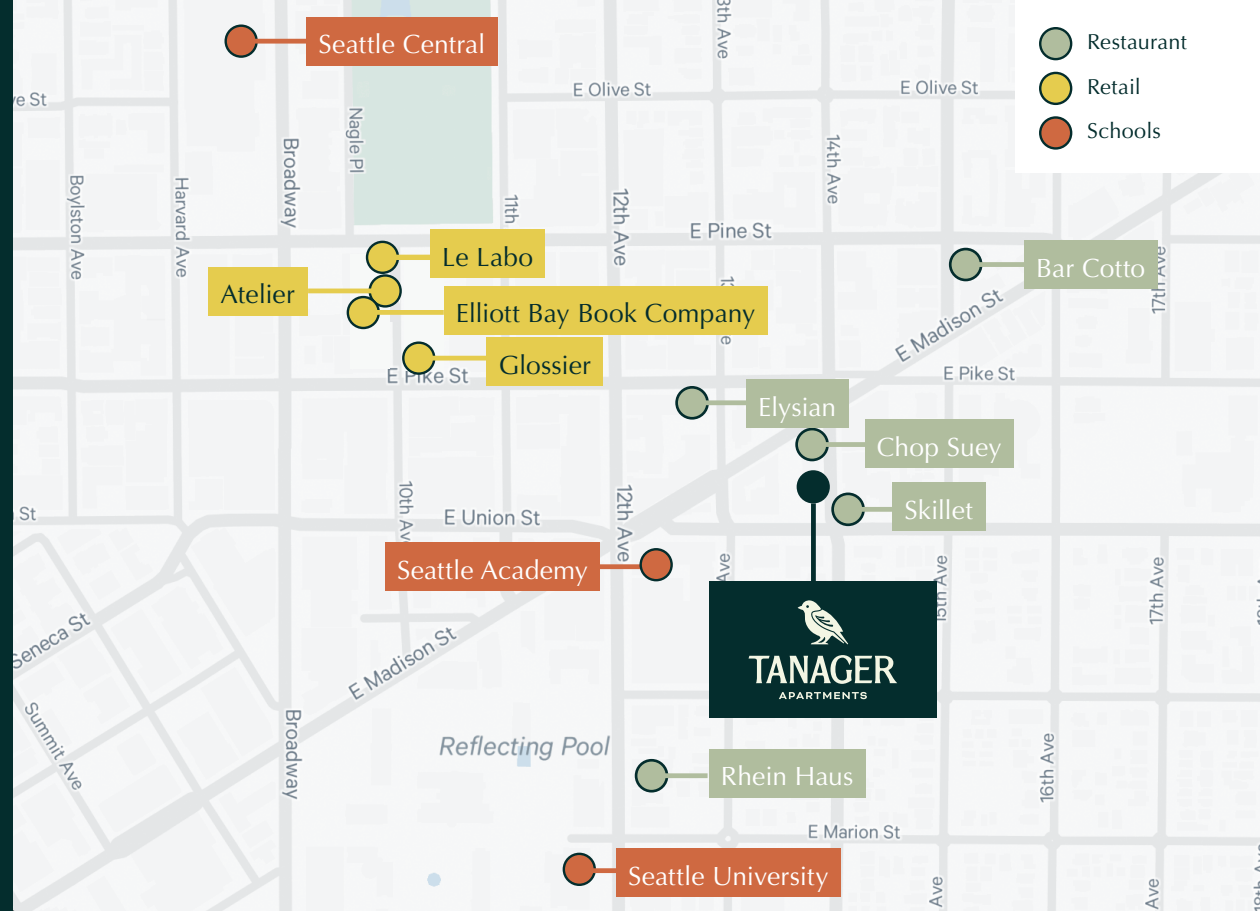 Seattle Central
Restaurant
Retail
Schools
8th Ave
E Olive St
E Olive St
ve St
Nagle Pl
Broadway
14th Ave
Boylston Ave
Harvard Ave
11th
12th Ave
E Pine St
Le Labo
Bar Cotto
17th Ave
Atelier
Elliott Bay Book Company
E Madison St
Glossier
E Pike St
E Pike St
Elysian
Chop Suey
10th Av
12th Ave
Skillet
St
E Union St
Seattle Academy
Ave
15th Ave
17th Ave
Seneca St
E Madison St
TANAGER
APARTMENTS
Summit Ave
Broadway
Reflecting Pool
16th Ave
Rhein Haus
E Marion St
Seattle University
Ave
Ave